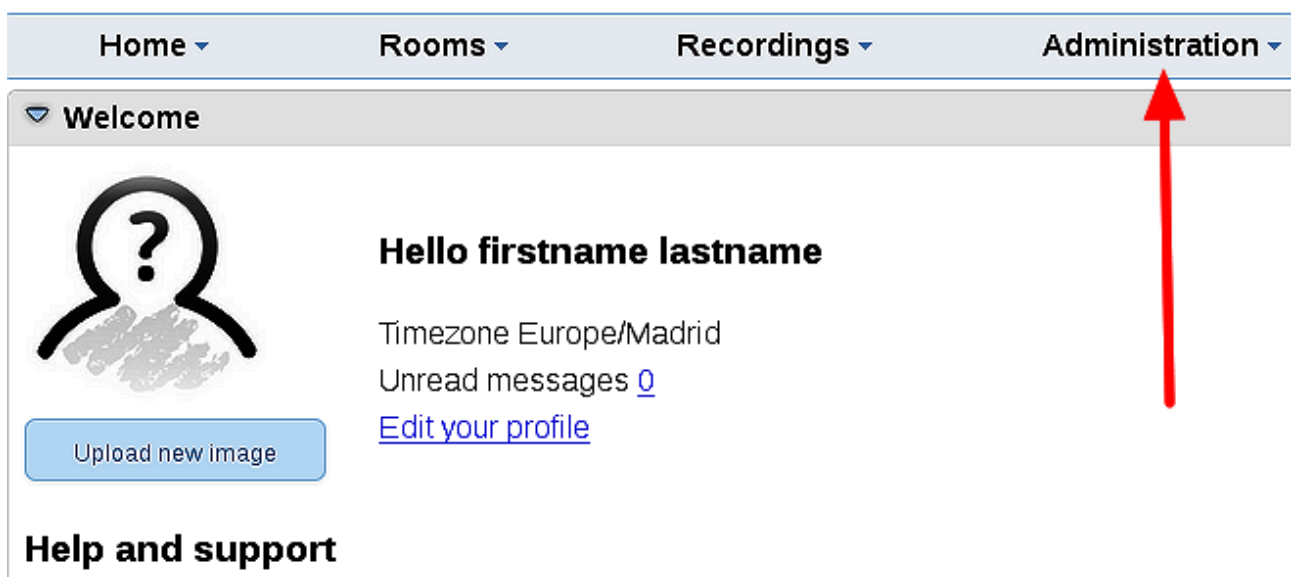 Home Rooms Recordings Administration
Welcome
?
Hello firstname lastname
Timezone Europe/Madrid
Unread messages 0
Edit your profile
Upload new image
Help and support